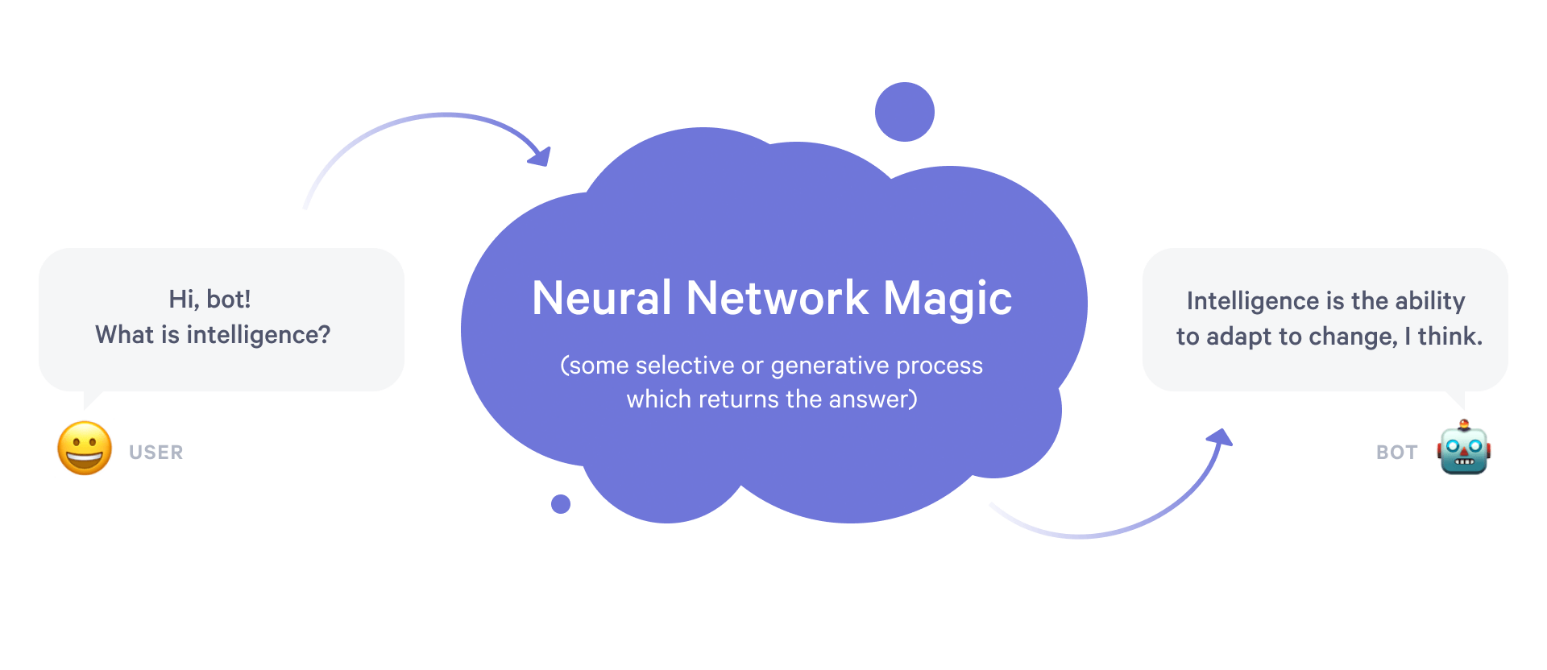 Hi, bot!
What is intelligence?
USER
Neural Network Magic
(some selective or generative process
which returns the answer)
Intelligence is the ability
to adapt to change, I think.
BOT